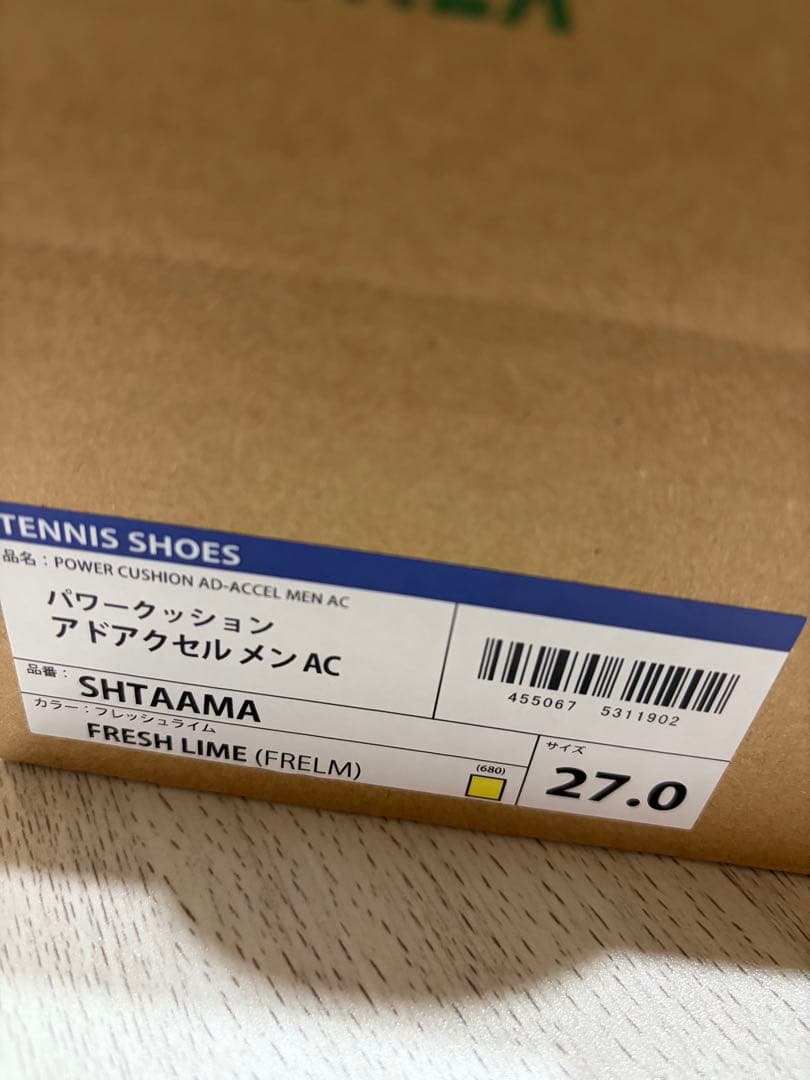 TENNIS SHOES
品名：POWER CUSHION AD-ACCEL MEN AC
パワークッション
アドアクセル メン AC
455067 5311902
品番：
SHTAAMA
カラー：フレッシュライム
FRESH LIME (FRELM)
(680)
サイズ
27.0